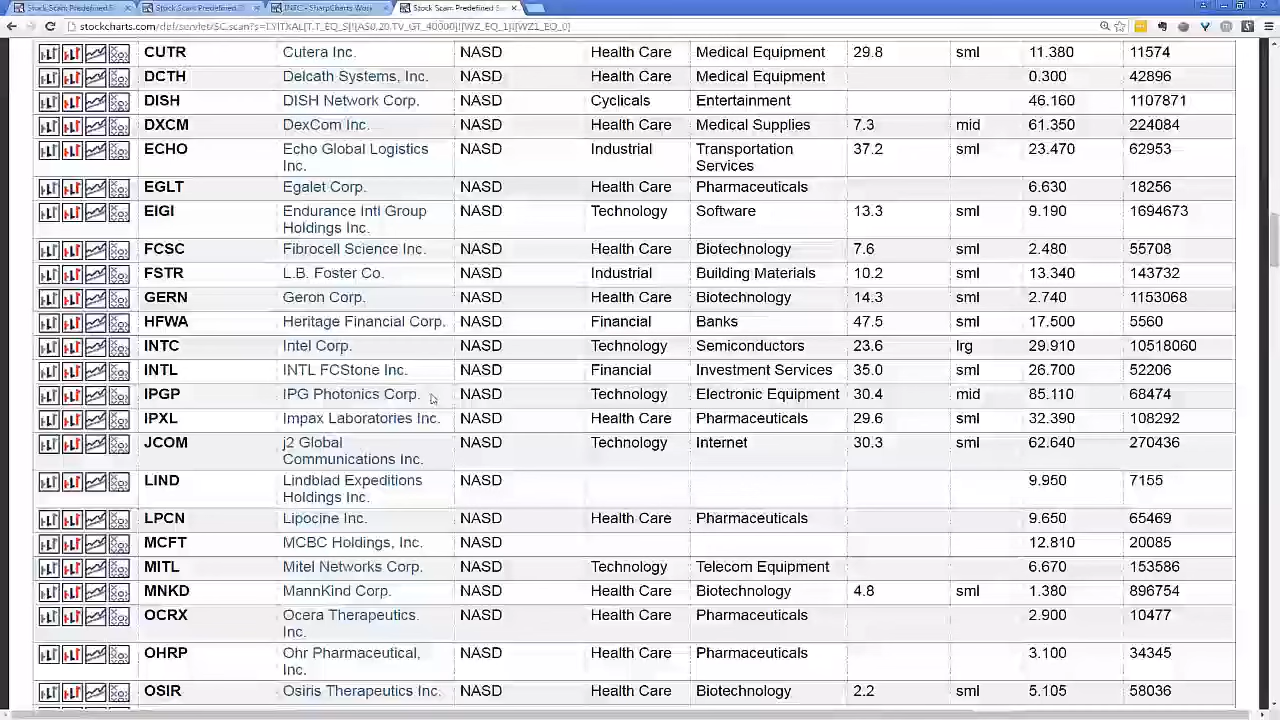 Stock Scan: Predefined S
Stock Scan: Predefined
INTC - SharpCharts Wor
Stock Scan: Predefined S
CUTR Cutera Inc. NASD Health Care Medical Equipment 29.8 sml 11.380 11574
DCTH Delcath Systems, Inc. NASD Health Care Medical Equipment 0.300 42896
DISH DISH Network Corp. NASD Cyclicals Entertainment 46.160 1107871
DXCM DexCom Inc. NASD Health Care Medical Supplies 7.3 mid 61.350 224084
ECHO Echo Global Logistics NASD Industrial Transportation 37.2 sml 23.470 62953
Inc. Services
EGLT Egalet Corp. NASD Health Care Pharmaceuticals 6.630 18256
EIGI Endurance Intl Group NASD Technology Software 13.3 sml 9.190 1694673
Holdings Inc.
FCSC Fibrocell Science Inc. NASD Health Care Biotechnology 7.6 sml 2.480 55708
FSTR L.B. Foster Co. NASD Industrial Building Materials 10.2 sml 13.340 143732
GERN Geron Corp. NASD Health Care Biotechnology 14.3 sml 2.740 1153068
HFWA Heritage Financial Corp. NASD Financial Banks 47.5 sml 17.500 5560
INTC Intel Corp. NASD Technology Semiconductors 23.6 lrg 29.910 10518060
INTL INTL FCStone Inc. NASD Financial Investment Services 35.0 sml 26.700 52206
IPGP IPG Photonics Corp. NASD Technology Electronic Equipment 30.4 mid 85.110 68474
IPXL Impax Laboratories Inc. NASD Health Care Pharmaceuticals 29.6 sml 32.390 108292
JCOM j2 Global NASD Technology Internet 30.3 sml 62.640 270436
Communications Inc.
LIND Lindblad Expeditions NASD 9.950 7155
Holdings Inc.
LPCN Lipocine Inc. NASD Health Care Pharmaceuticals 9.650 65469
MCFT MCBC Holdings, Inc. NASD 12.810 20085
MITL Mitel Networks Corp. NASD Technology Telecom Equipment 6.670 153586
MNKD MannKind Corp. NASD Health Care Biotechnology 4.8 sml 1.380 896754
OCRX Ocera Therapeutics. NASD Health Care Pharmaceuticals 2.900 10477
Inc.
OHRP Ohr Pharmaceutical, NASD Health Care Pharmaceuticals 3.100 34345
Inc.
OSIR Osiris Therapeutics Inc. NASD Health Care Biotechnology 2.2 sml 5.105 58036